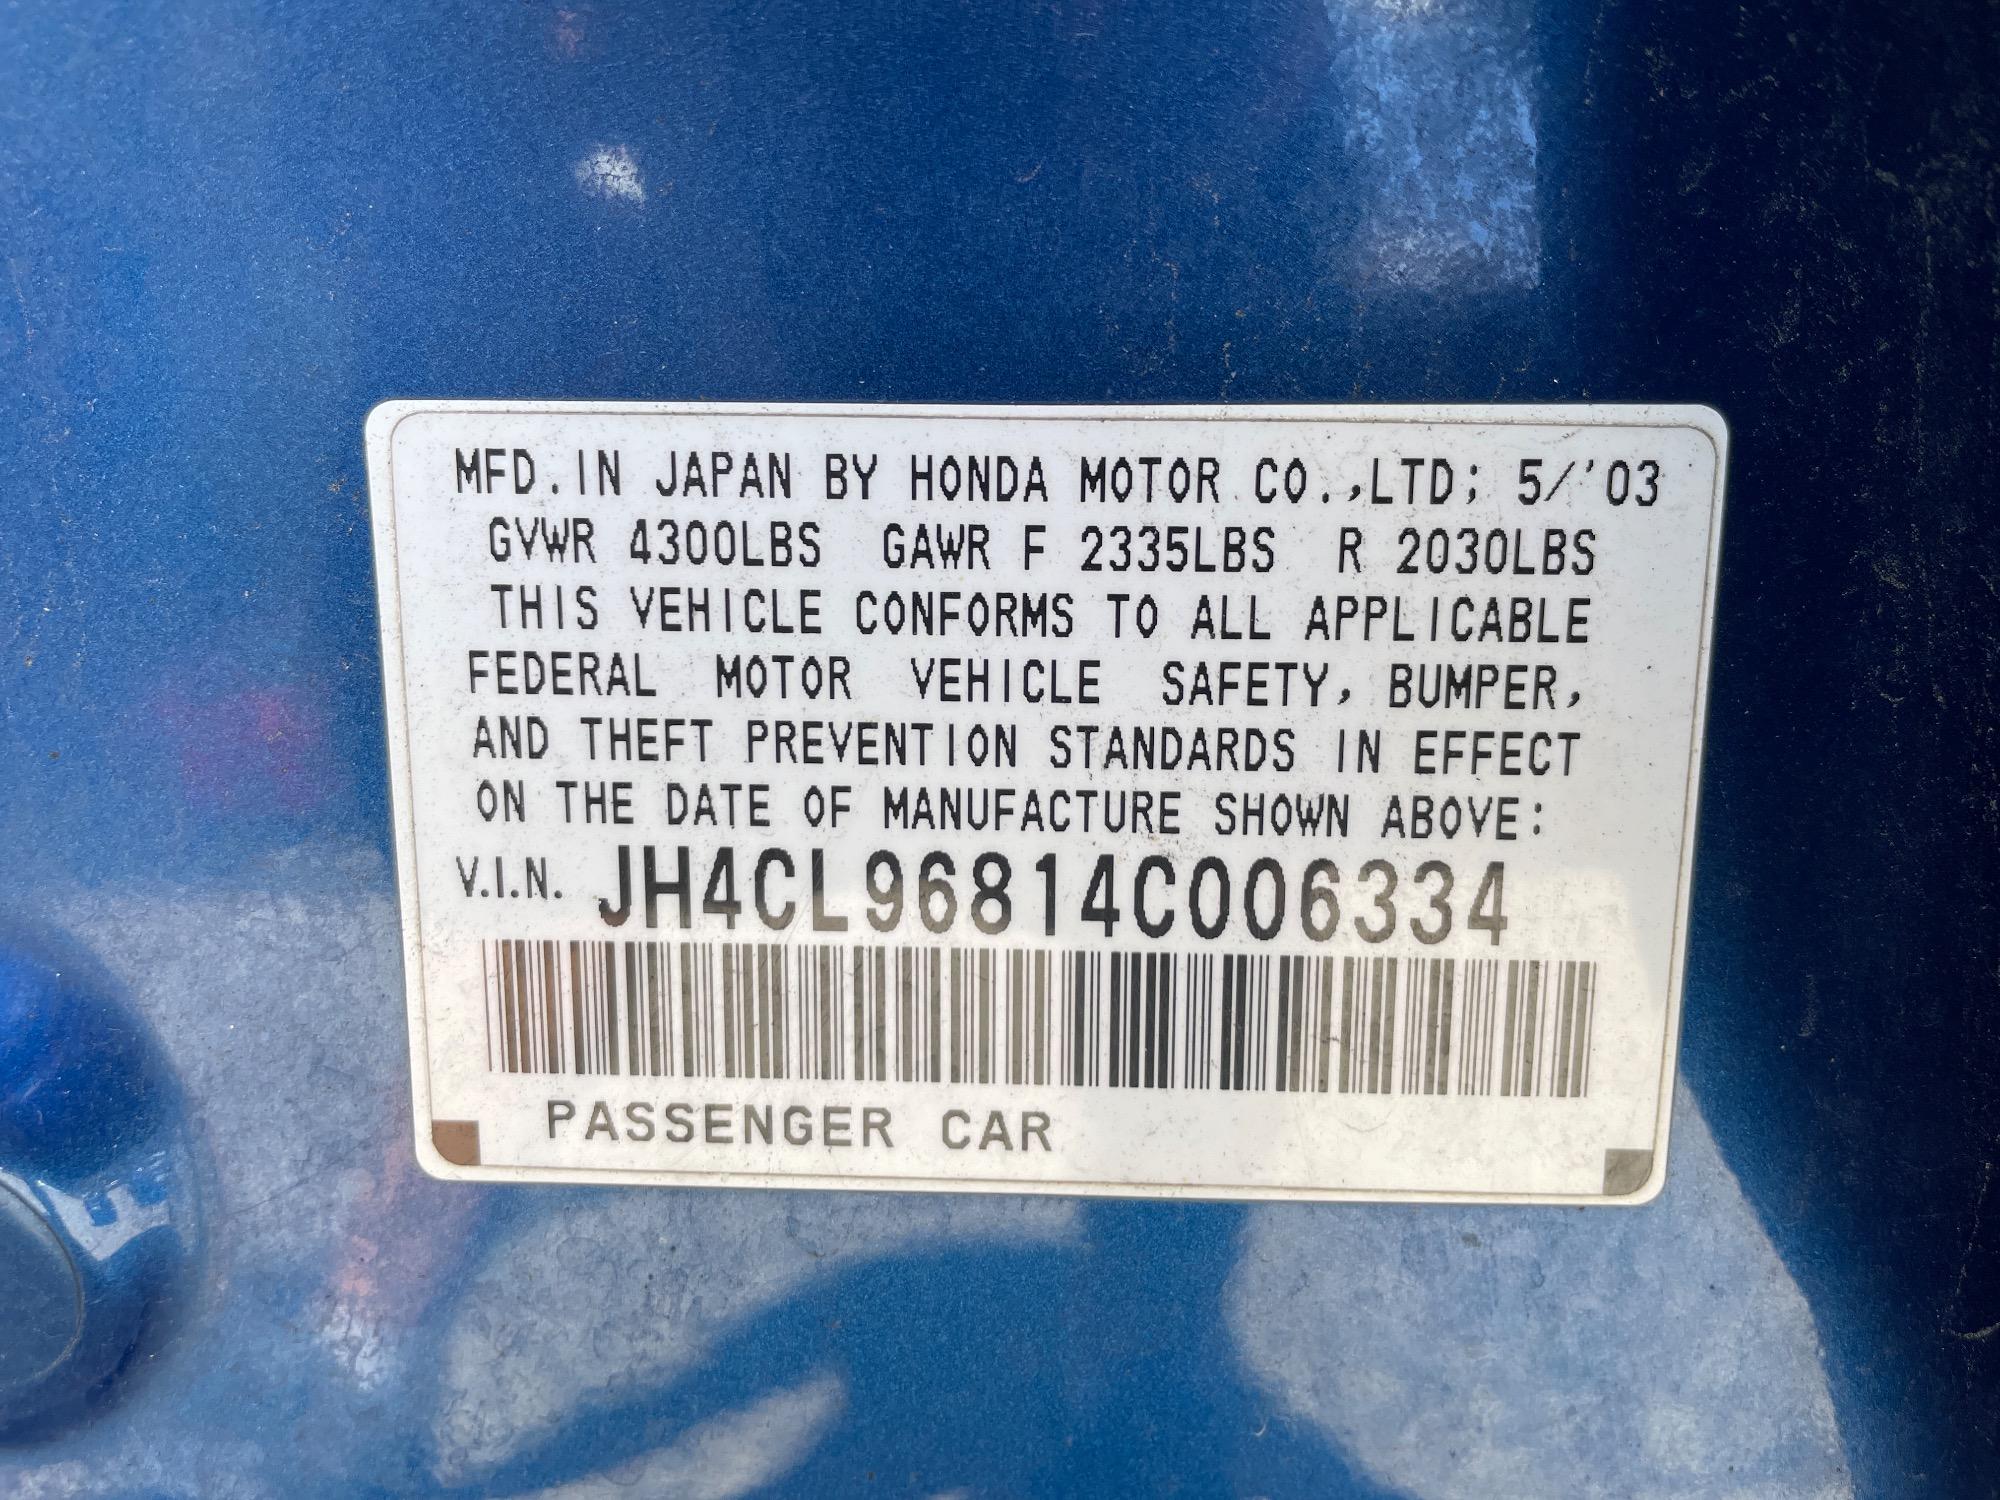 MFD. IN JAPAN BY HONDA MOTOR CO.,LTD; 5/'03
GVWR 4300LBS GAWR F 2335LBS R 2030LBS
THIS VEHICLE CONFORMS TO ALL APPLICABLE
FEDERAL MOTOR VEHICLE SAFETY, BUMPER,
AND THEFT PREVENTION STANDARDS IN EFFECT
ON THE DATE OF MANUFACTURE SHOWN ABOVE:
V.I.N. JH4CL96814C006334
PASSENGER CAR